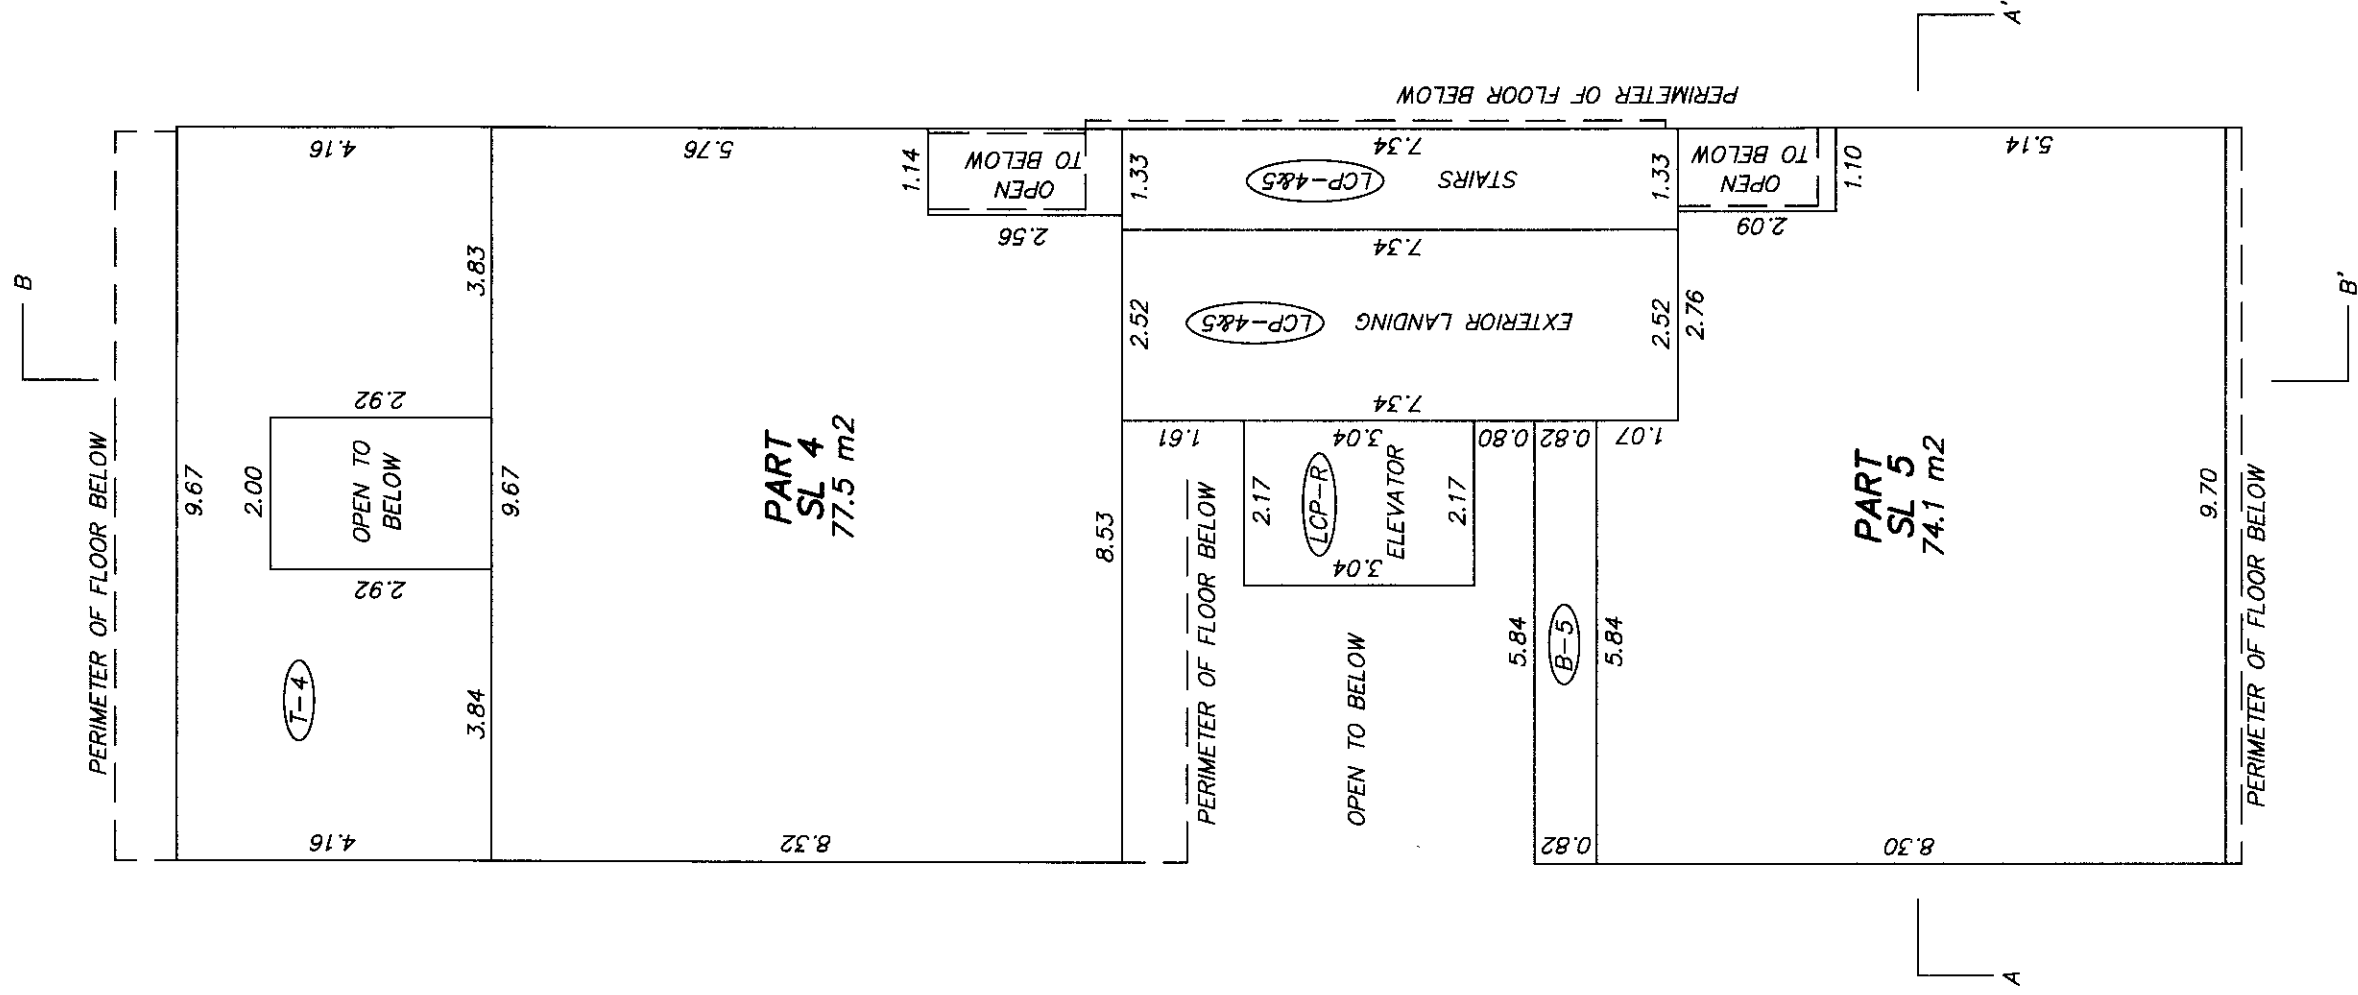 B
PERIMETER OF FLOOR BELOW
9.67
4.16
4.16
T-4
2.00
2.92
2.92
OPEN TO
BELOW
3.84
3.83
9.67
5.76
8.32
PART
SL 4
77.5 m2
1.14
OPEN
TO BELOW
2.56
8.53
PERIMETER OF FLOOR BELOW
1.33
7.34
LCP-4&5
STAIRS
1.33
2.52
7.34
LCP-4&5
EXTERIOR LANDING
2.52
7.34
2.76
1.61
PERIMETER OF FLOOR BELOW
2.17
3.04
LCP-R
ELEVATOR
2.17
3.04
0.80
0.82
1.07
OPEN TO BELOW
5.84
B-5
5.84
0.82
OPEN
TO BELOW
2.09
1.10
5.14
8.30
PART
SL 5
74.1 m2
9.70
PERIMETER OF FLOOR BELOW
A
A'
B'